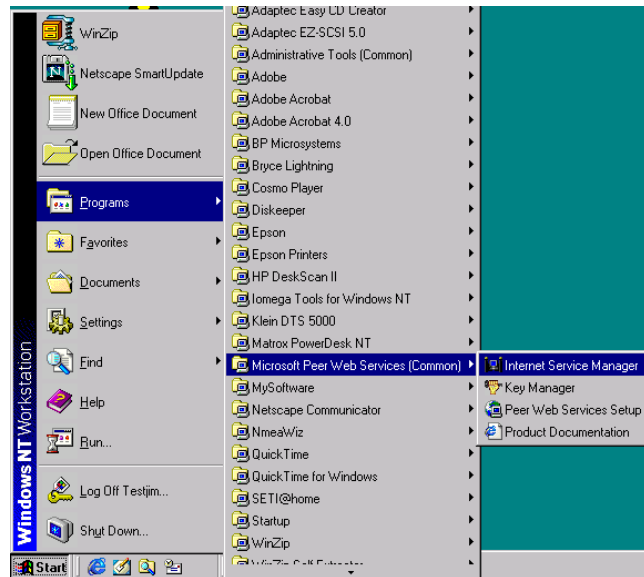 WinZip
Netscape SmartUpdate
New Office Document
Open Office Document
Programs
Favorites
Documents
Settings
Find
Help
Run...
Log Off Testjim...
Shut Down...
Windows NT Workstation
Start
Adaptec Easy CD Creator
Adaptec EZ-SCSI 5.0
Administrative Tools (Common)
Adobe
Adobe Acrobat
Adobe Acrobat 4.0
BP Microsystems
Bryce Lightning
Cosmo Player
Diskeeper
Epson
Epson Printers
HP DeskScan II
Iomega Tools for Windows NT
Klein DTS 5000
Matrox PowerDesk NT
Microsoft Peer Web Services (Common)
MySoftware
Netscape Communicator
NmeaWiz
QuickTime
QuickTime for Windows
SETI@home
Startup
WinZip
WinZip Self-Extractor
Internet Service Manager
Key Manager
Peer Web Services Setup
Product Documentation